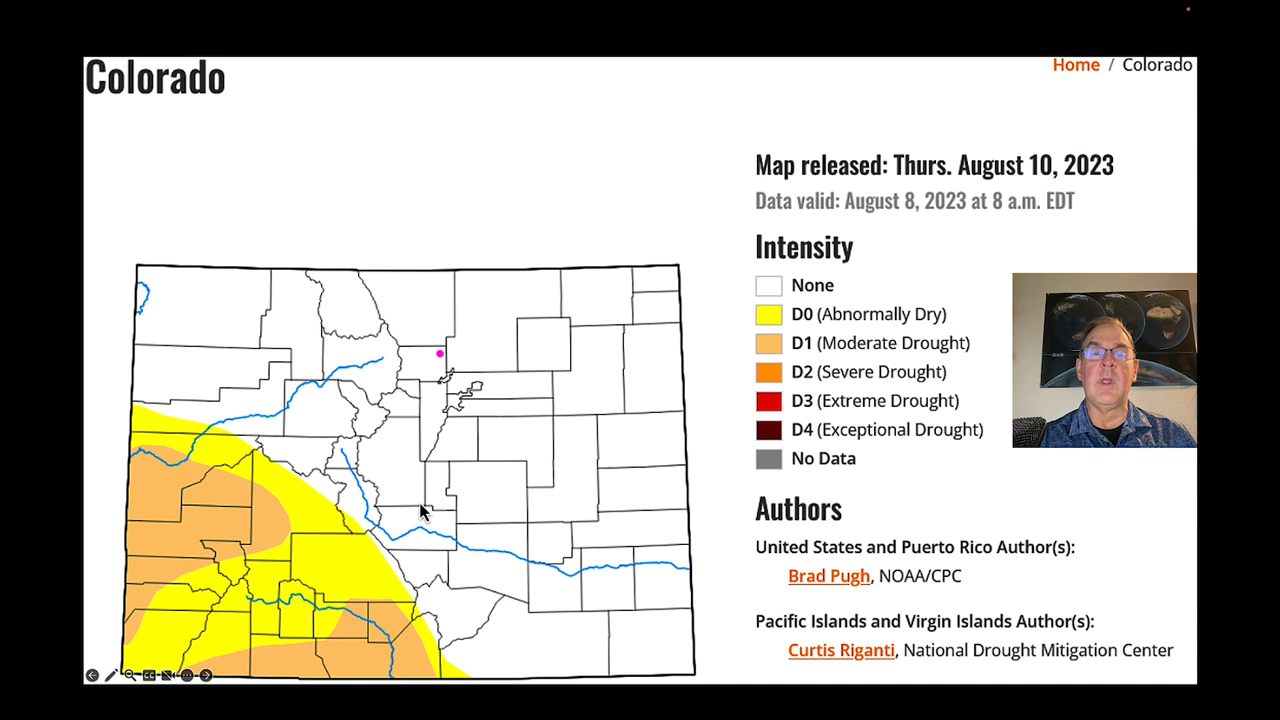 Colorado
Home / Colorado
Map released: Thurs. August 10, 2023
Data valid: August 8, 2023 at 8 a.m. EDT
Intensity
None
D0 (Abnormally Dry)
D1 (Moderate Drought)
D2 (Severe Drought)
D3 (Extreme Drought)
D4 (Exceptional Drought)
No Data
Authors
United States and Puerto Rico Author(s):
Brad Pugh, NOAA/CPC
Pacific Islands and Virgin Islands Author(s):
Curtis Riganti, National Drought Mitigation Center